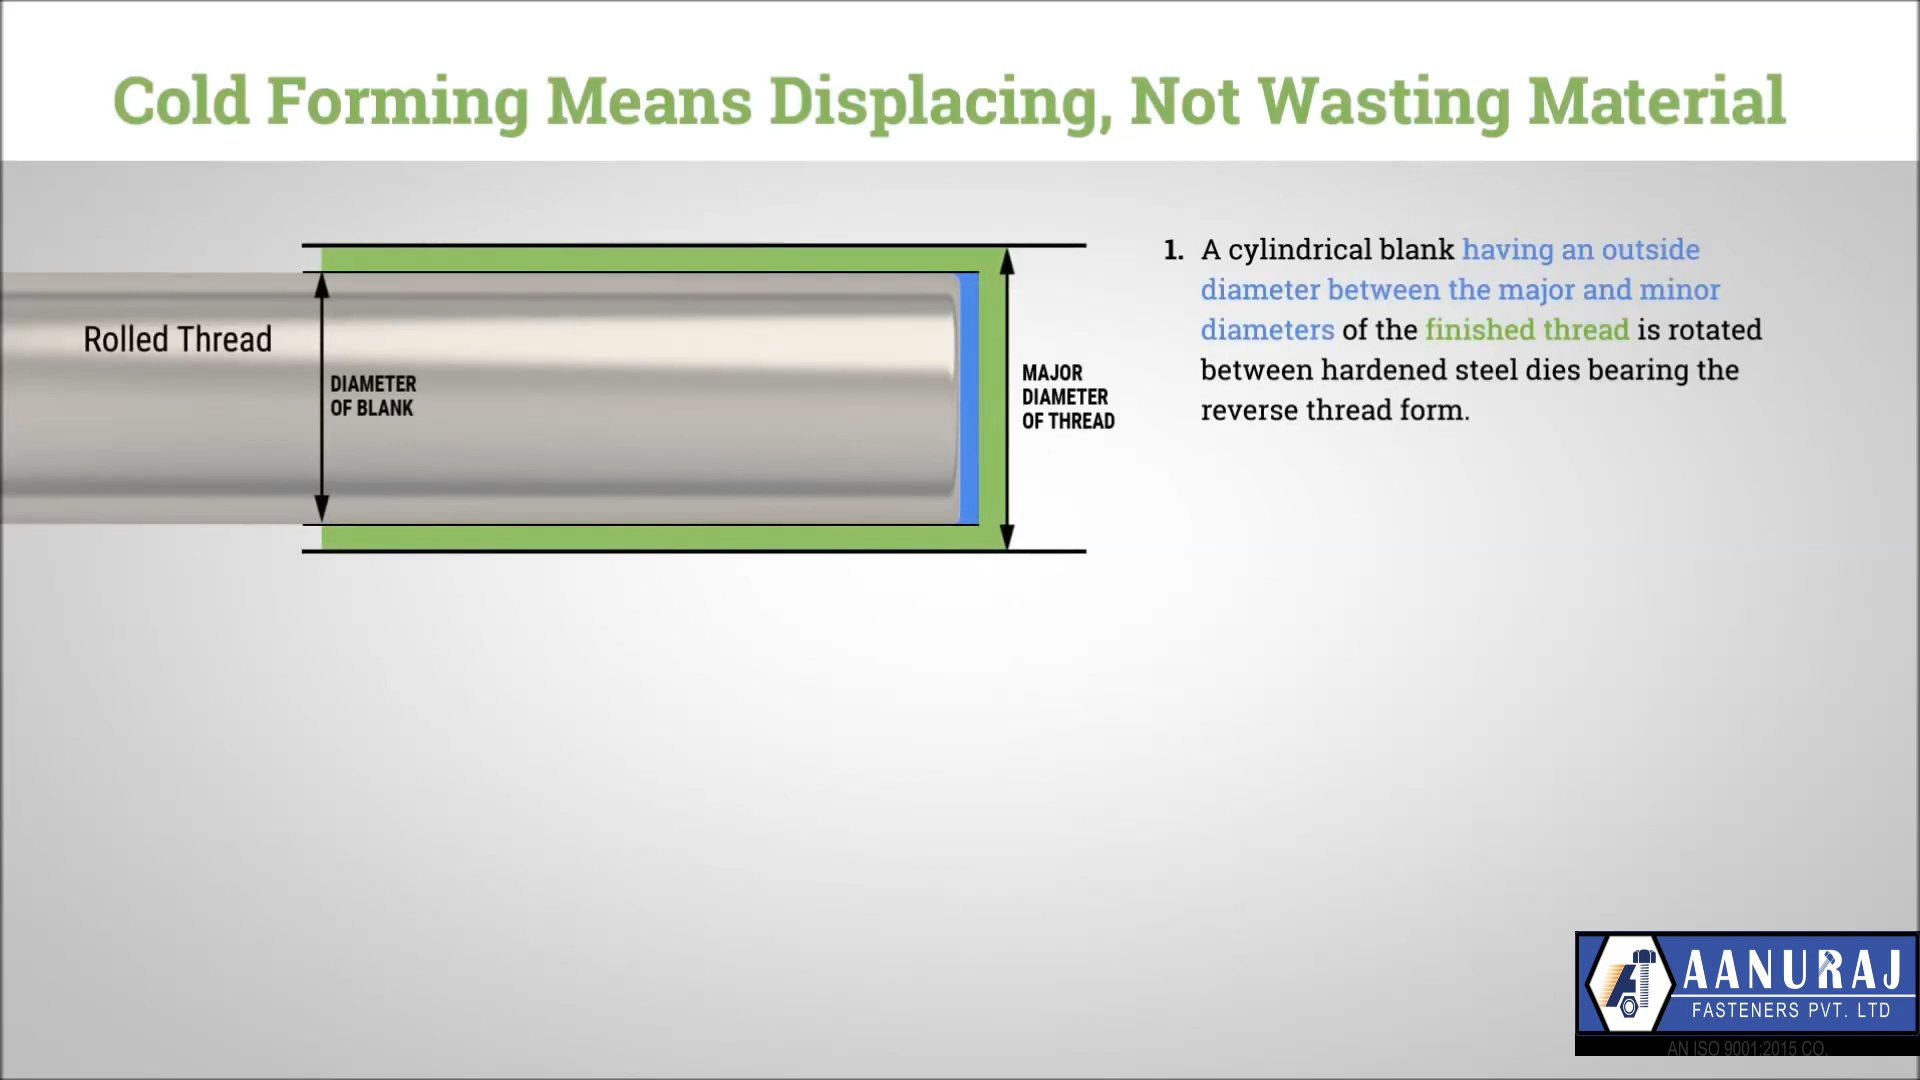 Cold Forming Means Displacing, Not Wasting Material
Rolled Thread
DIAMETER
OF BLANK
MAJOR
DIAMETER
OF THREAD
1. A cylindrical blank having an outside
diameter between the major and minor
diameters of the finished thread is rotated
between hardened steel dies bearing the
reverse thread form.
AANURAJ
FASTENERS PVT. LTD
AN ISO 9001:2015 CO.